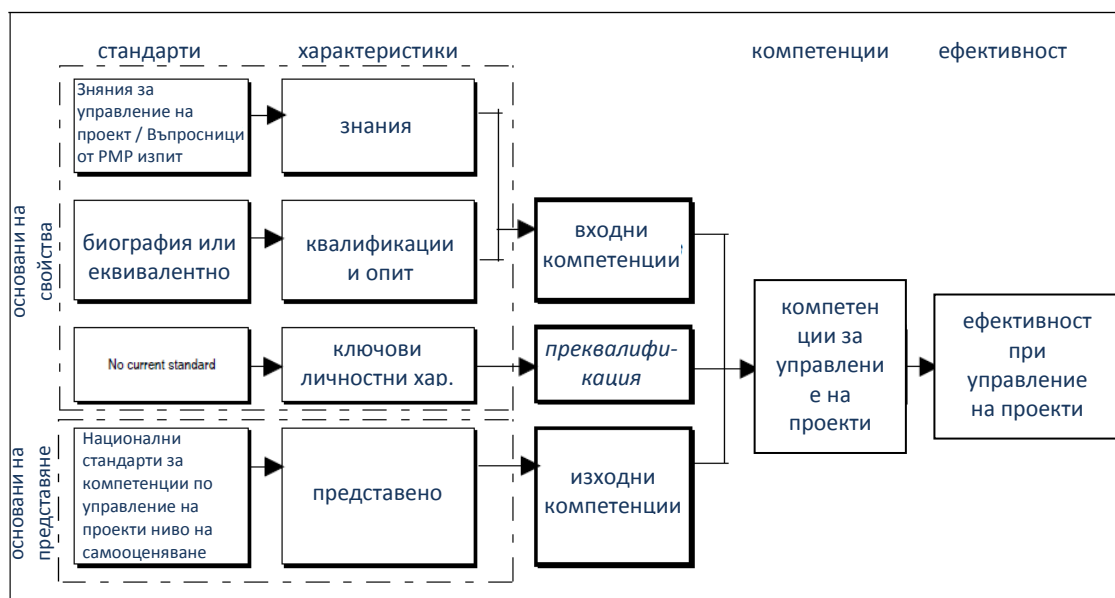 стандарти
характеристики
компетенции
ефективност
основани на
свойства
Зняния за
управление на
проект / Въпросници
от PMP изпит
знания
биография или
еквивалентно
квалификации
и опит
входни
компетенции
No current standard
ключови
личностни хар.
преквалифи-
кация
компетен
ции за
управлени
е на
проекти
ефективност
при
управление
на проекти
основани на
представяне
Национални
стандарти за
компетенции по
управление на
проекти ниво на
самооценяване
представено
изходни
компетенции